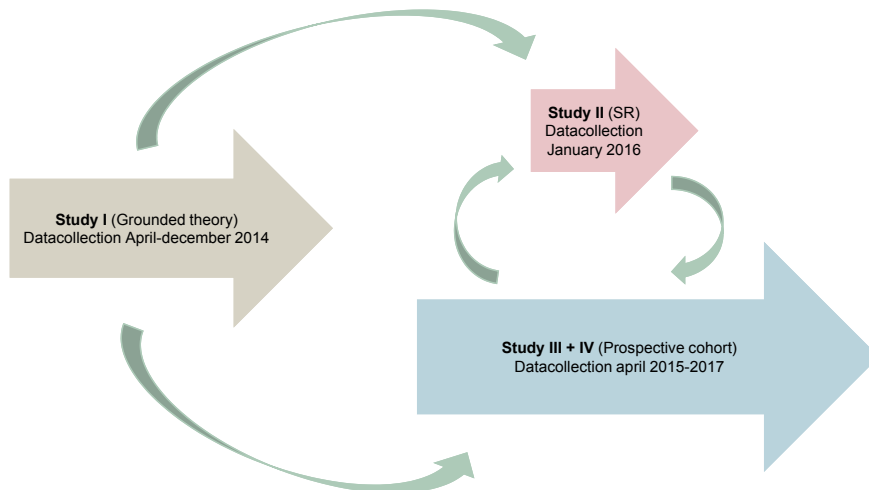 Study II (SR)
Datacollection
January 2016
Study I (Grounded theory)
Datacollection April-december 2014
Study III + IV (Prospective cohort)
Datacollection april 2015-2017